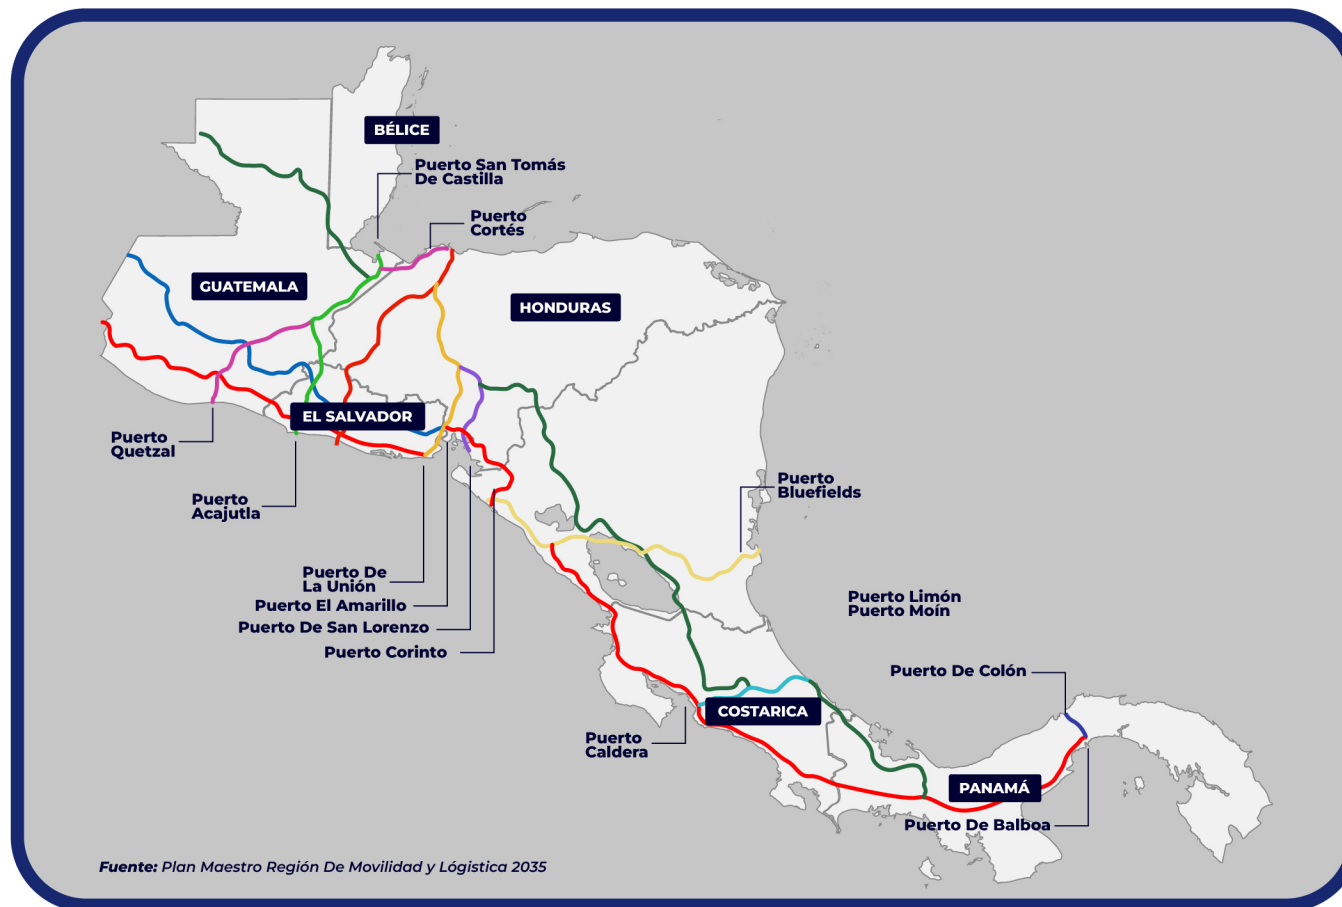 BÉLICE
Puerto San Tomás
De Castilla
Puerto
Cortés
GUATEMALA
HONDURAS
EL SALVADOR
Puerto
Quetzal
Puerto
Acajutla
Puerto
Bluefields
Puerto De
La Unión
Puerto El Amarillo
Puerto De San Lorenzo
Puerto Corinto
Puerto Limón
Puerto Moín
Puerto De Colón
COSTARICA
Puerto
Caldera
PANAMÁ
Puerto De Balboa
Fuente: Plan Maestro Región De Movilidad y Lógistica 2035